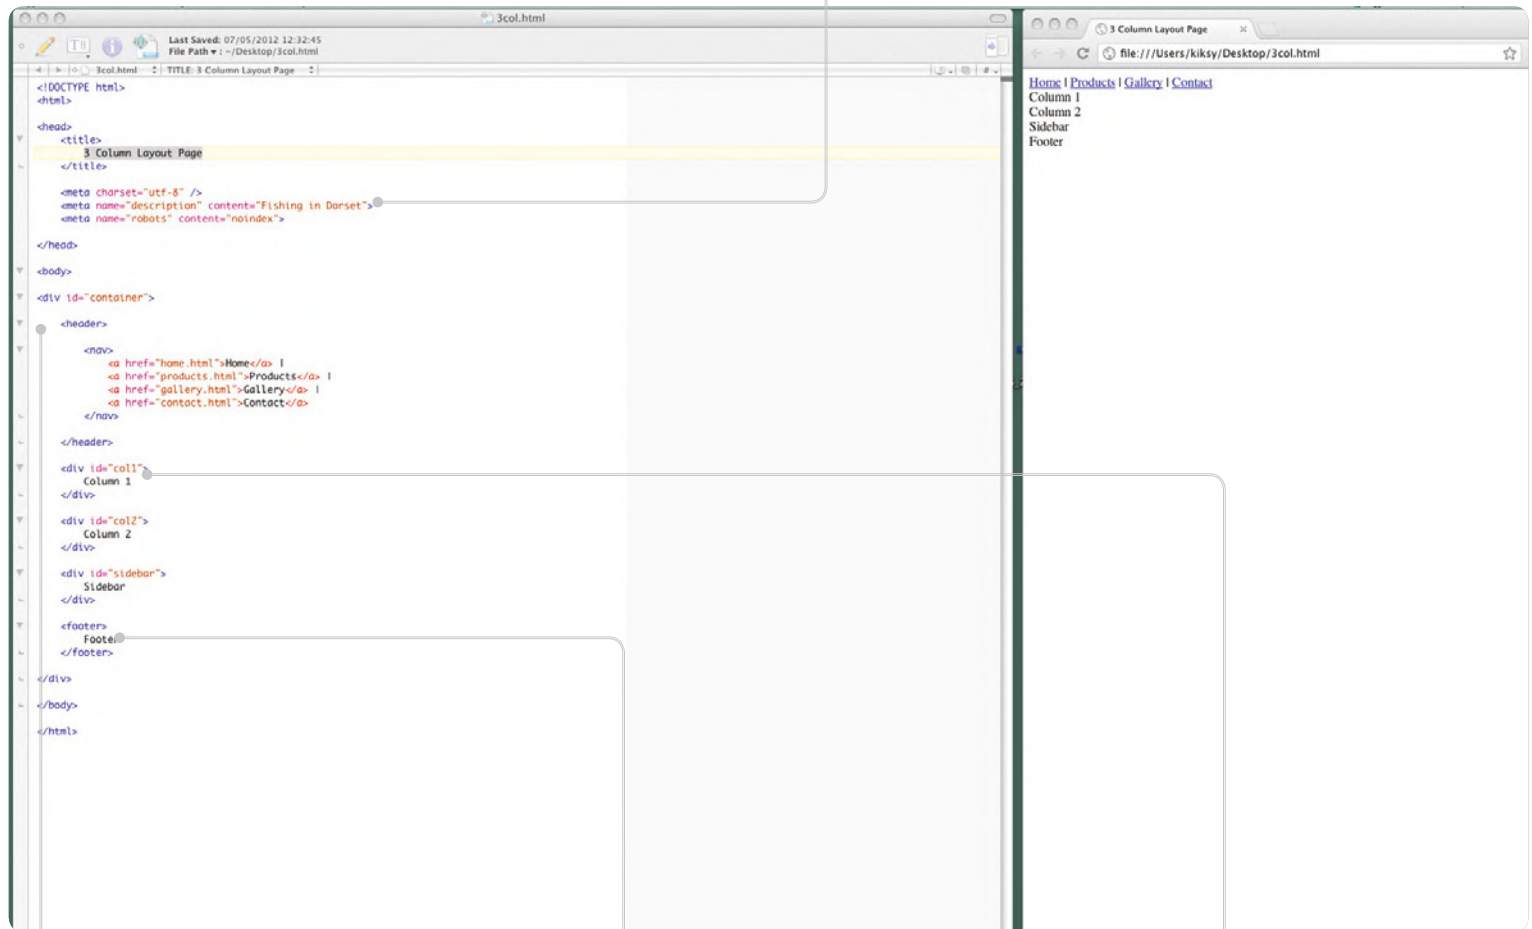 3col.html
Last Saved: 07/05/2012 12:32:45
File Path ▾ : ~/Desktop/3col.html
3col.html
TITLE: 3 Column Layout Page
<!DOCTYPE html>
<html>
<head>
<title>
3 Column Layout Page
</title>
<meta charset="utf-8" />
<meta name="description" content="Fishing in Dorset">
<meta name="robots" content="noindex">
</head>
<body>
<div id="container">
<header>
<nav>
<a href="home.html">Home</a> |
<a href="products.html">Products</a> |
<a href="gallery.html">Gallery</a> |
<a href="contact.html">Contact</a>
</nav>
</header>
<div id="col1">
Column 1
</div>
<div id="col2">
Column 2
</div>
<div id="sidebar">
Sidebar
</div>
<footer>
Footer
</footer>
</div>
</body>
</html>
3 Column Layout Page
file:///Users/kiksy/Desktop/3col.html
Home | Products | Gallery | Contact
Column 1
Column 2
Sidebar
Footer